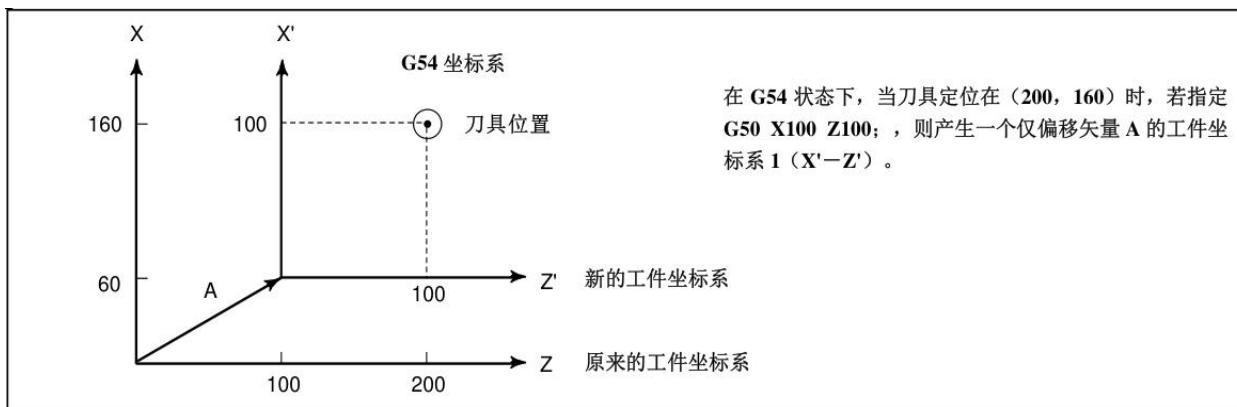 X
X'
G54 坐标系
160
100
刀具位置
在 G54 状态下，当刀具定位在（200，160）时，若指定
G50 X100 Z100；，则产生一个仅偏移矢量 A 的工件坐
标系 1（X'－Z'）。
60
A
Z'
新的工件坐标系
100
Z
原来的工件坐标系
100
200